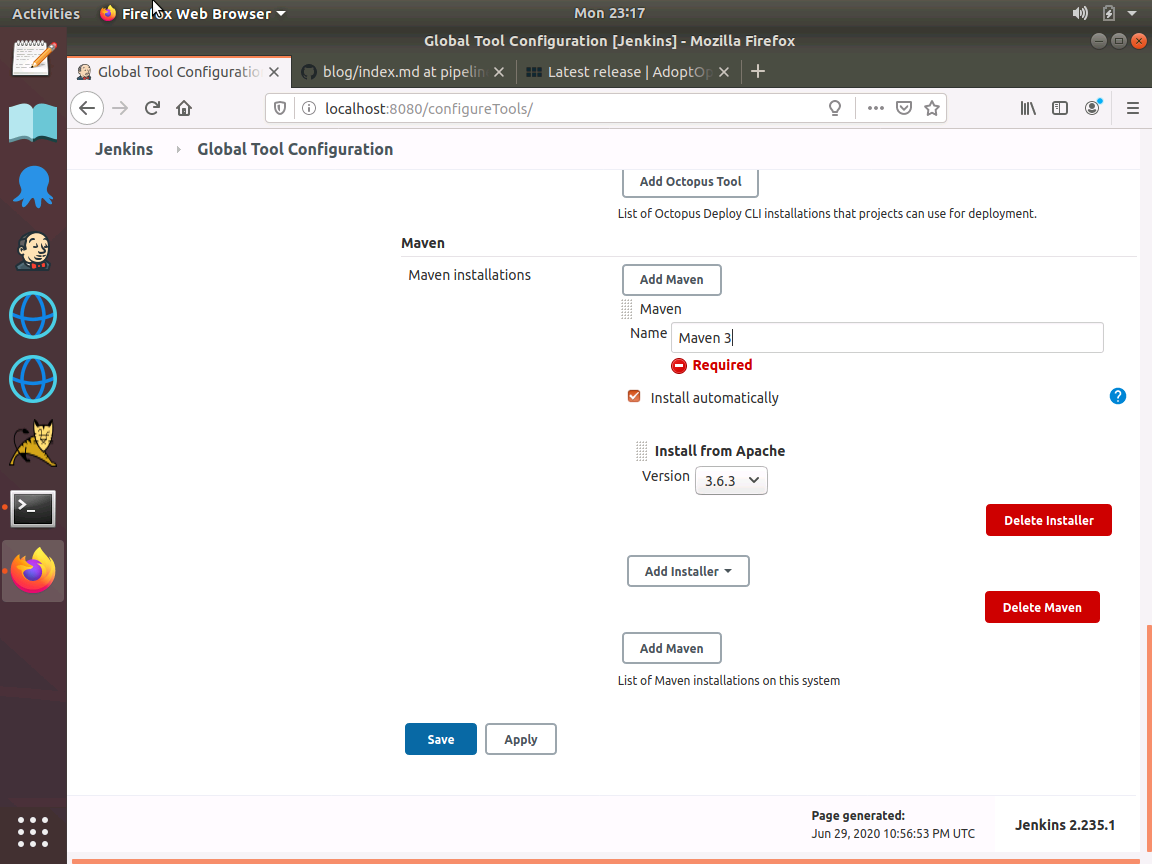 Activities Firefox Web Browser Mon 23:17
Global Tool Configuration [Jenkins] - Mozilla Firefox
Global Tool Configuratio blog/index.md at pipelin Latest release | AdoptOp
localhost:8080/configureTools/
Jenkins Global Tool Configuration
Add Octopus Tool
List of Octopus Deploy CLI installations that projects can use for deployment.
Maven
Maven installations
Add Maven
Maven
Name Maven 3
Required
Install automatically ?
Install from Apache
Version 3.6.3
Delete Installer
Add Installer
Delete Maven
Add Maven
List of Maven installations on this system
Save Apply
Page generated:
Jun 29, 2020 10:56:53 PM UTC
Jenkins 2.235.1